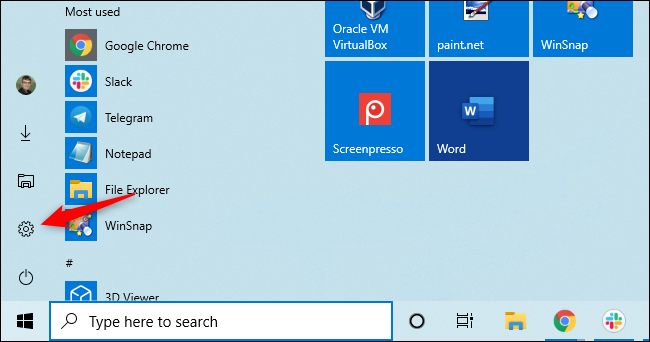 Most used
Google Chrome
Slack
Telegram
Notepad
File Explorer
WinSnap
#
3D Viewer
Oracle VM
VirtualBox
paint.net
WinSnap
Screenpresso
W
Word
Type here to search